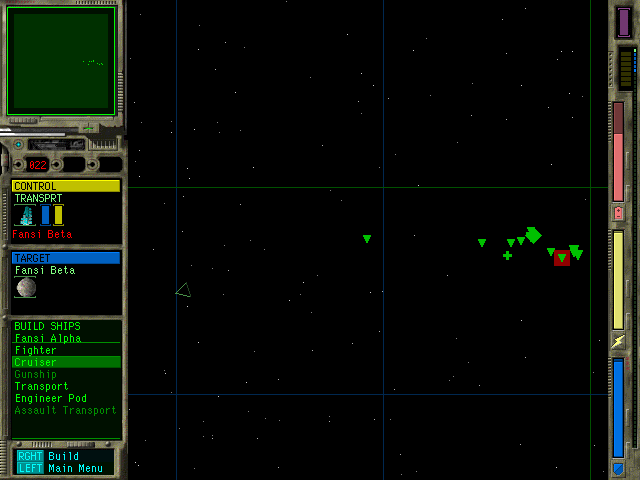 022
CONTROL
TRANSPRT
Fansi Beta
TARGET
Fansi Beta
BUILD SHIPS
Fansi Alpha
Fighter
Cruiser
Gunship
Transport
Engineer Pod
Assault Transport
RGHT Build
LEFT Main Menu